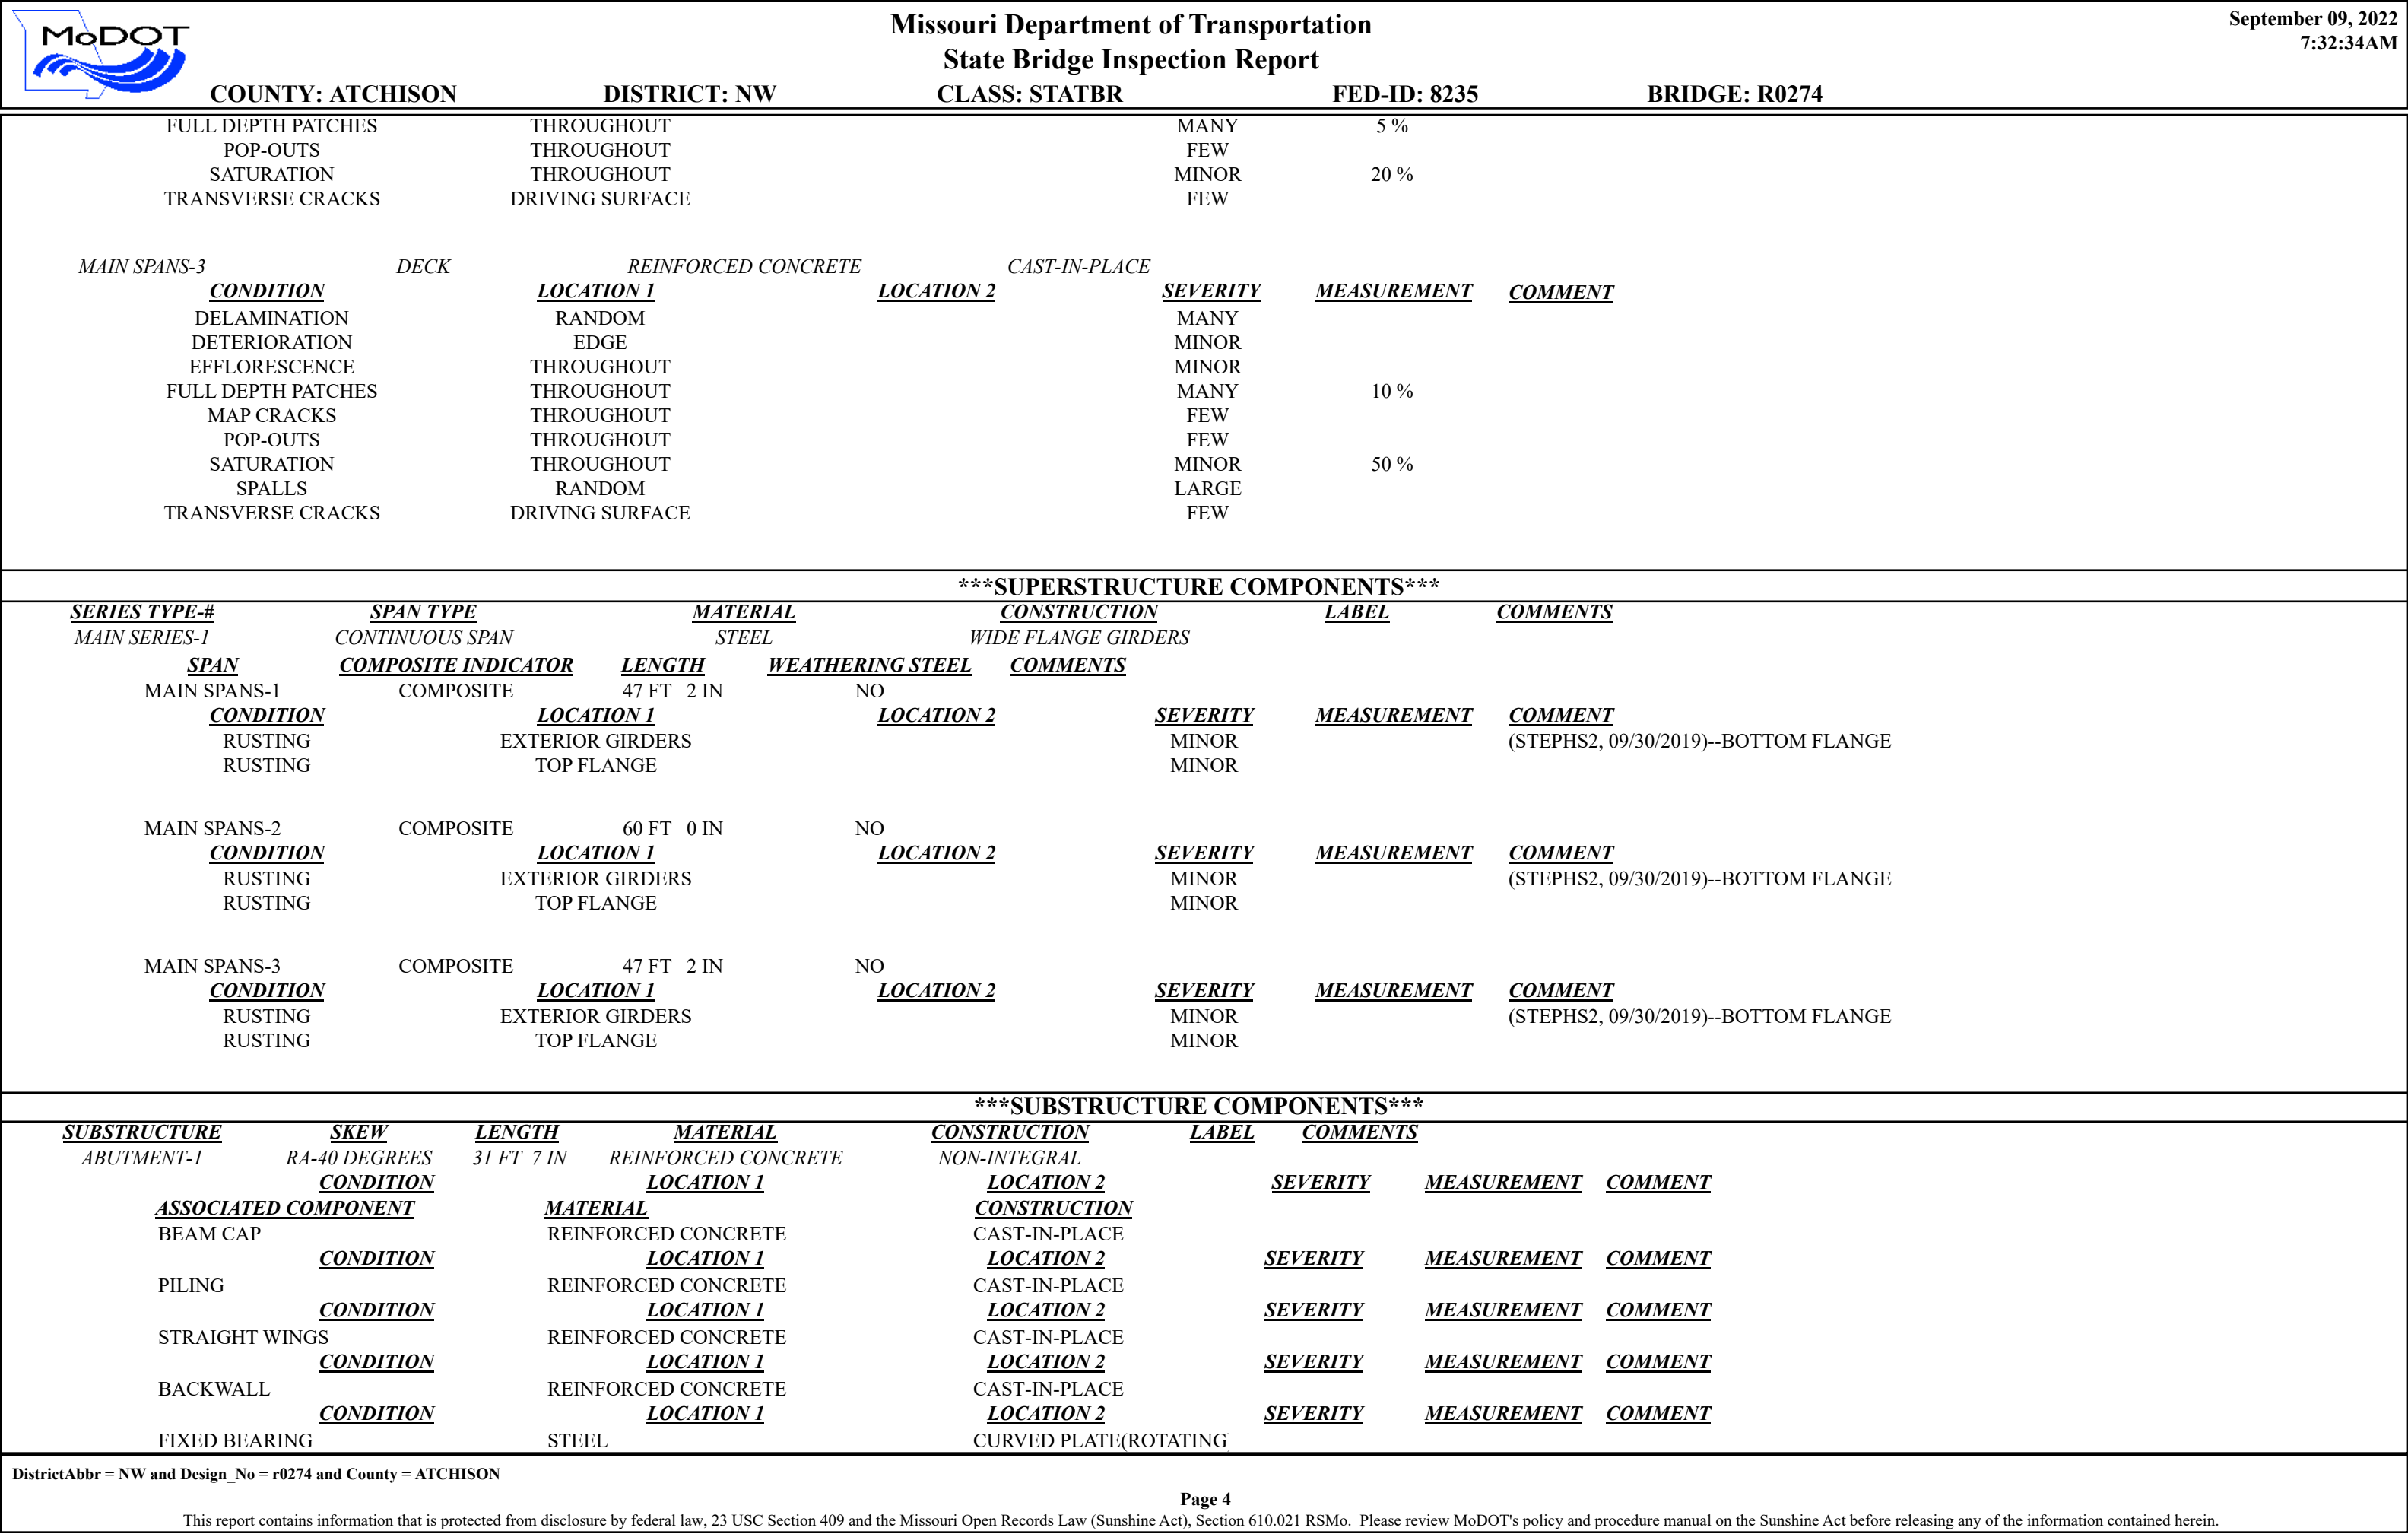 MoDOT
Missouri Department of Transportation
State Bridge Inspection Report
September 09, 2022
7:32:34AM
COUNTY: ATCHISON DISTRICT: NW CLASS: STATBR FED-ID: 8235 BRIDGE: R0274
FULL DEPTH PATCHES THROUGHOUT MANY 5 %
POP-OUTS THROUGHOUT FEW
SATURATION THROUGHOUT MINOR 20 %
TRANSVERSE CRACKS DRIVING SURFACE FEW
MAIN SPANS-3 DECK REINFORCED CONCRETE CAST-IN-PLACE
CONDITION LOCATION 1 LOCATION 2 SEVERITY MEASUREMENT COMMENT
DELAMINATION RANDOM MANY
DETERIORATION EDGE MINOR
EFFLORESCENCE THROUGHOUT MINOR
FULL DEPTH PATCHES THROUGHOUT MANY 10 %
MAP CRACKS THROUGHOUT FEW
POP-OUTS THROUGHOUT FEW
SATURATION THROUGHOUT MINOR 50 %
SPALLS RANDOM LARGE
TRANSVERSE CRACKS DRIVING SURFACE FEW
***SUPERSTRUCTURE COMPONENTS***
SERIES TYPE-# SPAN TYPE MATERIAL CONSTRUCTION LABEL COMMENTS
MAIN SERIES-1 CONTINUOUS SPAN STEEL WIDE FLANGE GIRDERS
SPAN COMPOSITE INDICATOR LENGTH WEATHERING STEEL COMMENTS
MAIN SPANS-1 COMPOSITE 47 FT 2 IN NO
CONDITION LOCATION 1 LOCATION 2 SEVERITY MEASUREMENT COMMENT
RUSTING EXTERIOR GIRDERS MINOR (STEPHS2, 09/30/2019)--BOTTOM FLANGE
RUSTING TOP FLANGE MINOR
MAIN SPANS-2 COMPOSITE 60 FT 0 IN NO
CONDITION LOCATION 1 LOCATION 2 SEVERITY MEASUREMENT COMMENT
RUSTING EXTERIOR GIRDERS MINOR (STEPHS2, 09/30/2019)--BOTTOM FLANGE
RUSTING TOP FLANGE MINOR
MAIN SPANS-3 COMPOSITE 47 FT 2 IN NO
CONDITION LOCATION 1 LOCATION 2 SEVERITY MEASUREMENT COMMENT
RUSTING EXTERIOR GIRDERS MINOR (STEPHS2, 09/30/2019)--BOTTOM FLANGE
RUSTING TOP FLANGE MINOR
***SUBSTRUCTURE COMPONENTS***
SUBSTRUCTURE SKEW LENGTH MATERIAL CONSTRUCTION LABEL COMMENTS
ABUTMENT-1 RA-40 DEGREES 31 FT 7 IN REINFORCED CONCRETE NON-INTEGRAL
CONDITION LOCATION 1 LOCATION 2 SEVERITY MEASUREMENT COMMENT
ASSOCIATED COMPONENT MATERIAL CONSTRUCTION
BEAM CAP REINFORCED CONCRETE CAST-IN-PLACE
CONDITION LOCATION 1 LOCATION 2 SEVERITY MEASUREMENT COMMENT
PILING REINFORCED CONCRETE CAST-IN-PLACE
CONDITION LOCATION 1 LOCATION 2 SEVERITY MEASUREMENT COMMENT
STRAIGHT WINGS REINFORCED CONCRETE CAST-IN-PLACE
CONDITION LOCATION 1 LOCATION 2 SEVERITY MEASUREMENT COMMENT
BACKWALL REINFORCED CONCRETE CAST-IN-PLACE
CONDITION LOCATION 1 LOCATION 2 SEVERITY MEASUREMENT COMMENT
FIXED BEARING STEEL CURVED PLATE(ROTATING
DistrictAbbr = NW and Design_No = r0274 and County = ATCHISON
Page 4
This report contains information that is protected from disclosure by federal law, 23 USC Section 409 and the Missouri Open Records Law (Sunshine Act), Section 610.021 RSMo. Please review MoDOT's policy and procedure manual on the Sunshine Act before releasing any of the information contained herein.